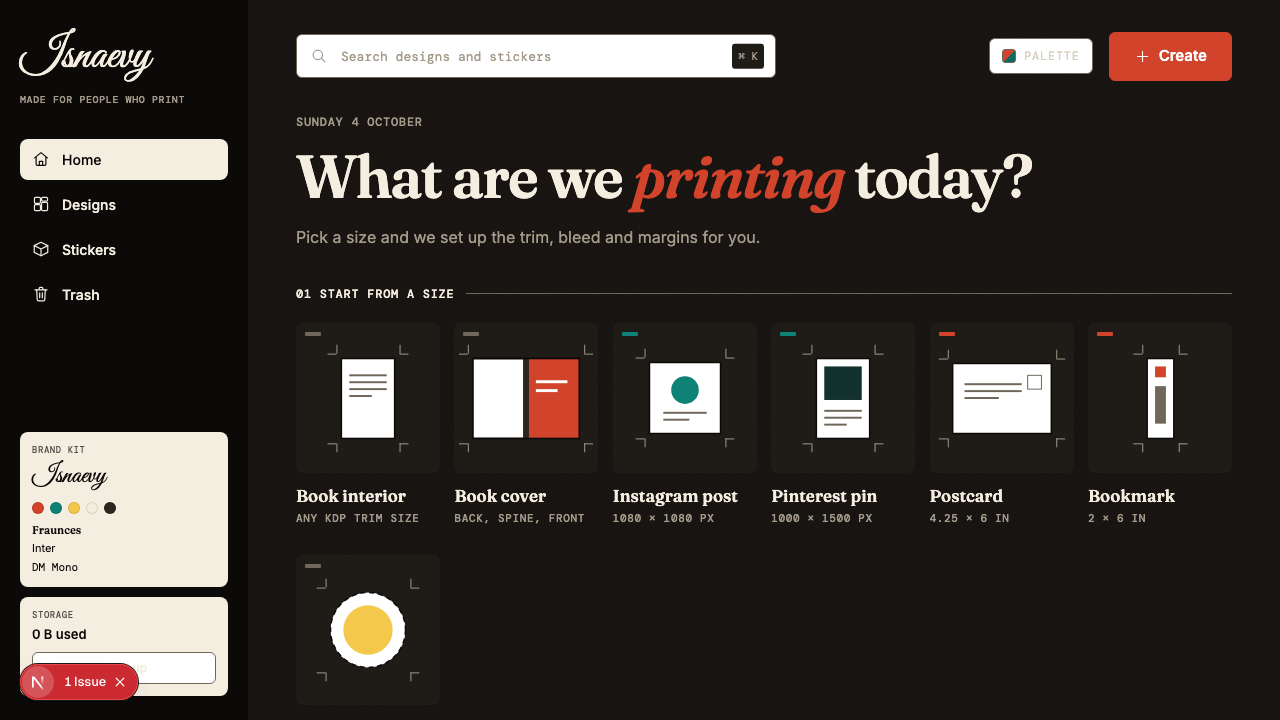 Isnaevy
MADE FOR PEOPLE WHO PRINT
Home
Designs
Stickers
Trash
BRAND KIT
Isnaevy
Fraunces
Inter
DM Mono
STORAGE
0 B used
1 Issue
Search designs and stickers
⌘ K
PALETTE
+ Create
SUNDAY 4 OCTOBER
What are we printing today?
Pick a size and we set up the trim, bleed and margins for you.
01 START FROM A SIZE
Book interior
ANY KDP TRIM SIZE
Book cover
BACK, SPINE, FRONT
Instagram post
1080 × 1080 PX
Pinterest pin
1000 × 1500 PX
Postcard
4.25 × 6 IN
Bookmark
2 × 6 IN